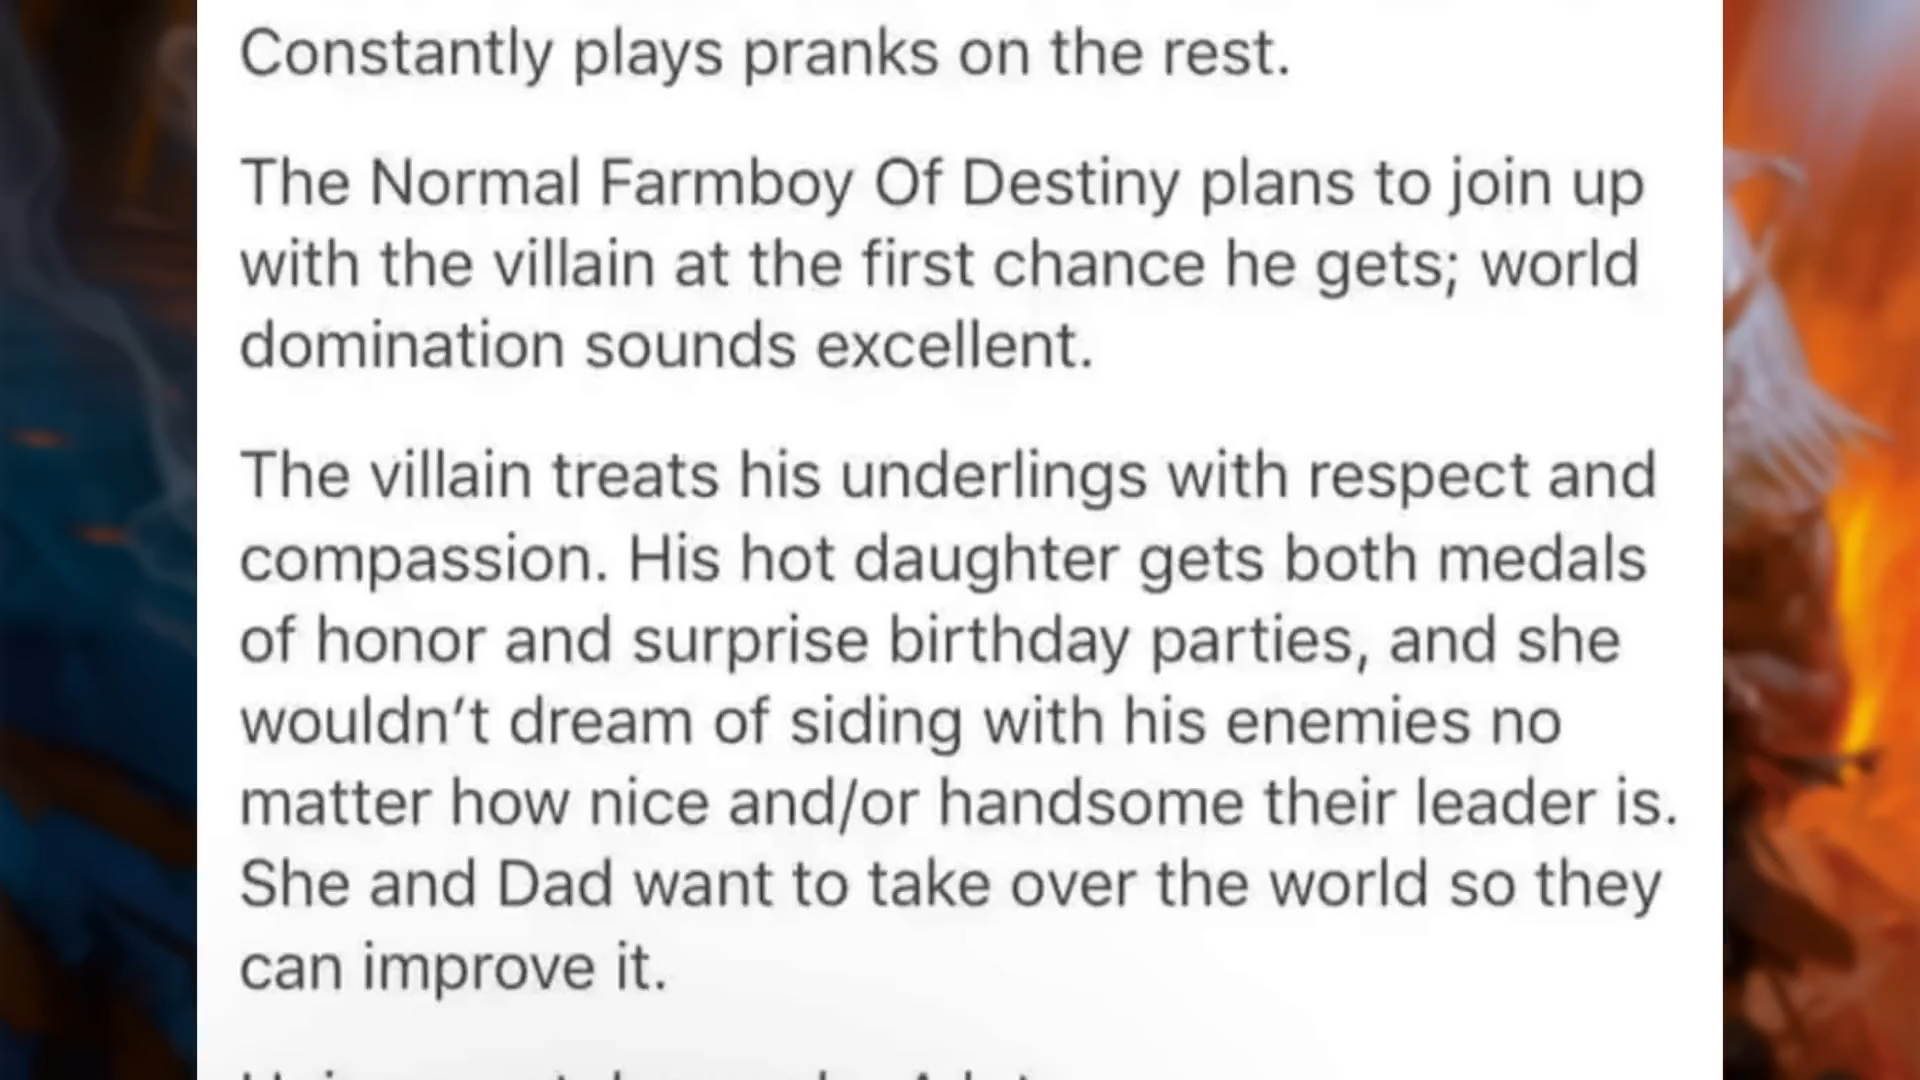 Constantly plays pranks on the rest.
The Normal Farmboy Of Destiny plans to join up
with the villain at the first chance he gets; world
domination sounds excellent.
The villain treats his underlings with respect and
compassion. His hot daughter gets both medals
of honor and surprise birthday parties, and she
wouldn't dream of siding with his enemies no
matter how nice and/or handsome their leader is.
She and Dad want to take over the world so they
can improve it.